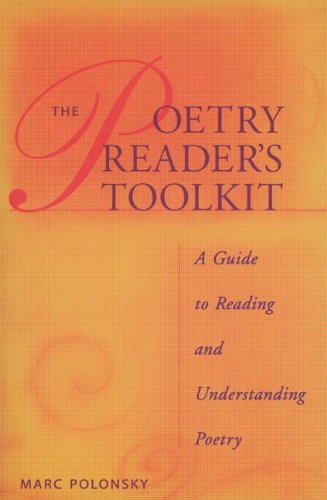 THE POETRY
READER'S
TOOLKIT
A Guide
to Reading
and
Understanding
Poetry
MARC POLONSKY